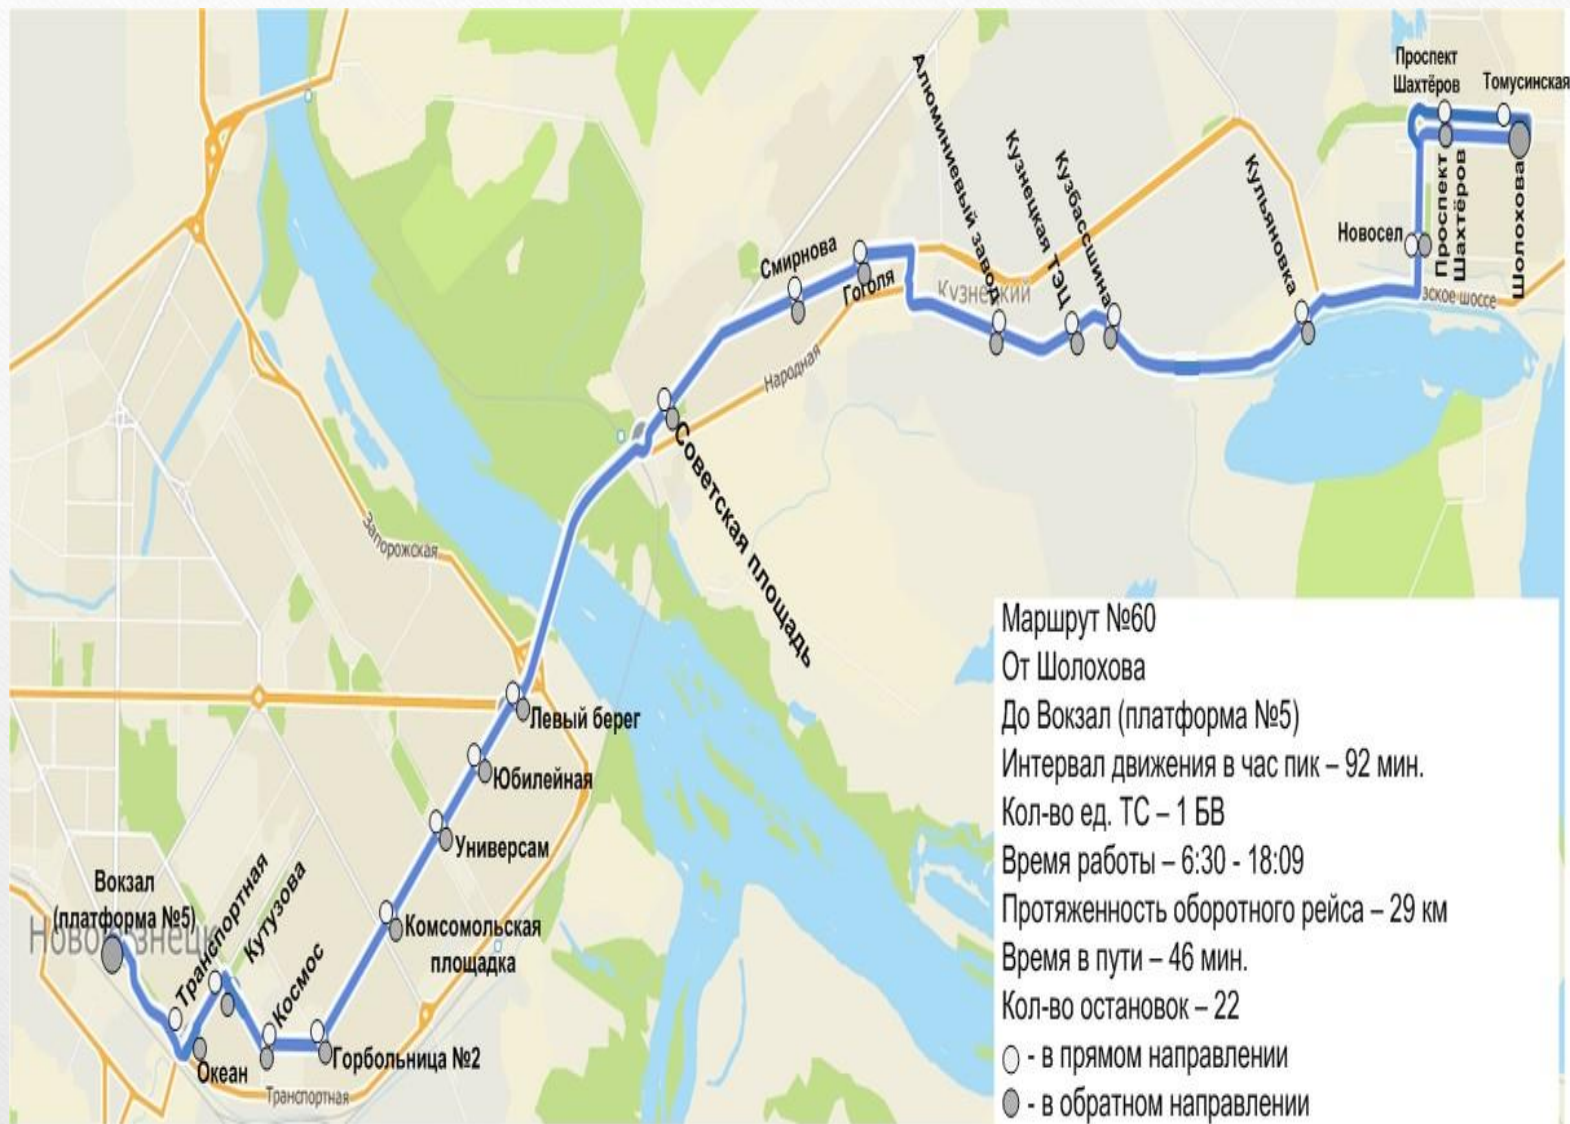 Проспект
Шахтёров
Томусинская
Алюминиевый завод
Кузнецкая ТЭЦ
Кузбассшина
Кульяновка
Новосел
Проспект
Шахтёров
Шолохова
Смирнова
Гоголя
Кузнецкий
зское шоссе
Народная
Советская площадь
Запорожская
Левый берег
Юбилейная
Универсам
Комсомольская
площадка
Вокзал
(платформа №5)
Новокузнецк
Транспортная
Кутузова
Космос
Океан
Горбольница №2
Транспортная
Маршрут №60
От Шолохова
До Вокзал (платформа №5)
Интервал движения в час пик – 92 мин.
Кол-во ед. ТС – 1 БВ
Время работы – 6:30 - 18:09
Протяженность оборотного рейса – 29 км
Время в пути – 46 мин.
Кол-во остановок – 22
- в прямом направлении
- в обратном направлении